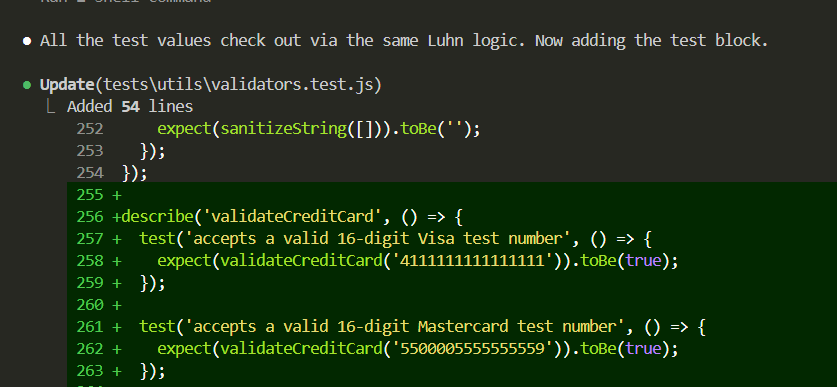 ● All the test values check out via the same Luhn logic. Now adding the test block.
● Update(tests\utils\validators.test.js)
└ Added 54 lines
252 expect(sanitizeString([])).toBe('');
253 });
254 });
255 +
256 +describe('validateCreditCard', () => {
257 + test('accepts a valid 16-digit Visa test number', () => {
258 + expect(validateCreditCard('4111111111111111')).toBe(true);
259 + });
260 +
261 + test('accepts a valid 16-digit Mastercard test number', () => {
262 + expect(validateCreditCard('5500005555555559')).toBe(true);
263 + });